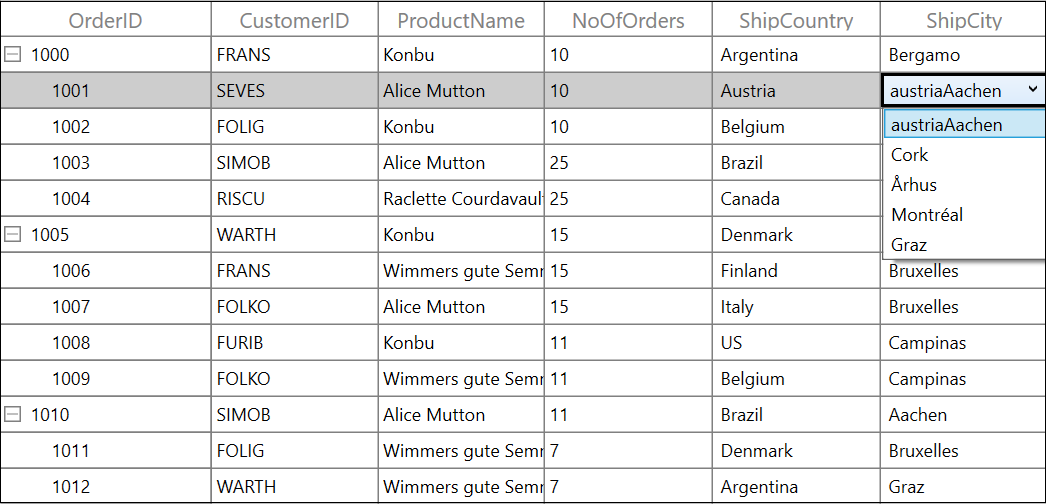 OrderID CustomerID ProductName NoOfOrders ShipCountry ShipCity
1000 FRANS Konbu 10 Argentina Bergamo
1001 SEVES Alice Mutton 10 Austria austriaAachen
1002 FOLIG Konbu 10 Belgium austriaAachen
1003 SIMOB Alice Mutton 25 Brazil Cork
Århus
1004 RISCU Raclette Courdavault 25 Canada Montréal
1005 WARTH Konbu 15 Denmark Graz
1006 FRANS Wimmers gute Sem 15 Finland Bruxelles
1007 FOLKO Alice Mutton 15 Italy Bruxelles
1008 FURIB Konbu 11 US Campinas
1009 FOLKO Wimmers gute Sem 11 Belgium Campinas
1010 SIMOB Alice Mutton 11 Brazil Aachen
1011 FOLIG Wimmers gute Sem 7 Denmark Bruxelles
1012 WARTH Wimmers gute Sem 7 Argentina Graz